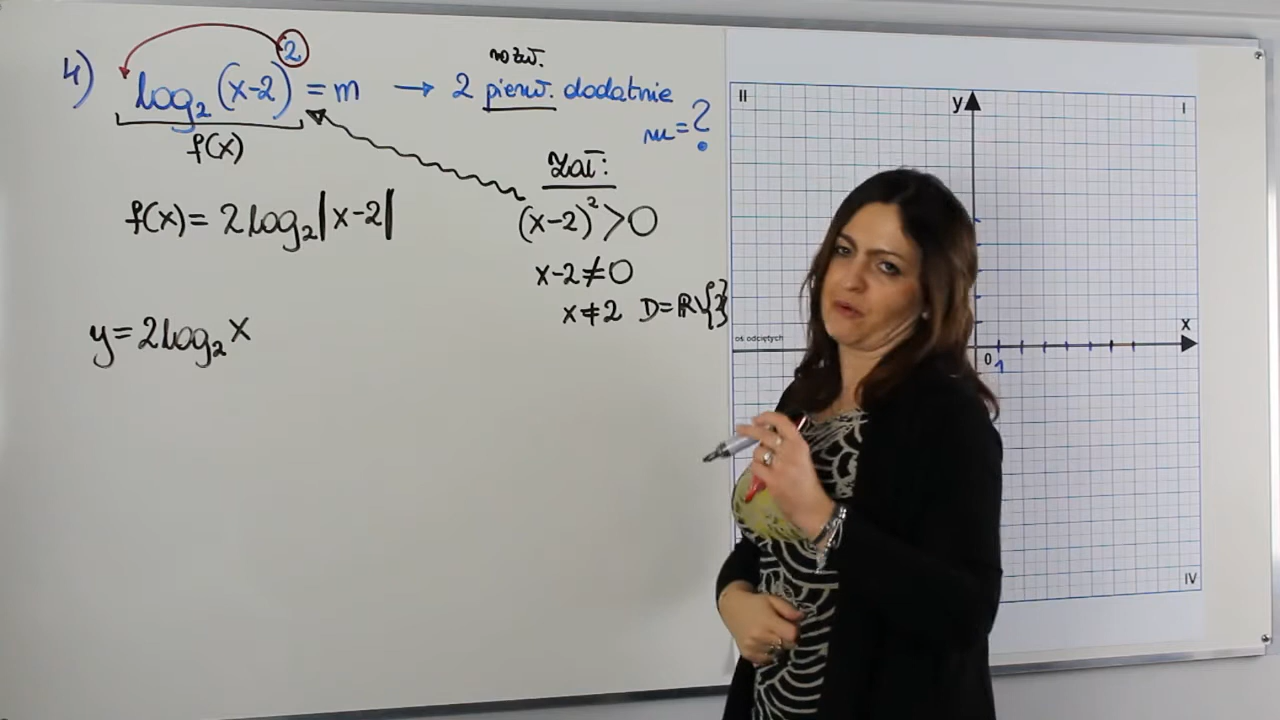 4) log₂(x-2)² = m → 2 pierw. dodatnie
rozw.
m = ?
f(x)
Zał:
f(x) = 2log₂|x-2|
(x-2)² > 0
x-2 ≠ 0
x ≠ 2 D = ℝ\{2}
y = 2log₂x
II
y
I
x
oś odciętych
0
1
IV